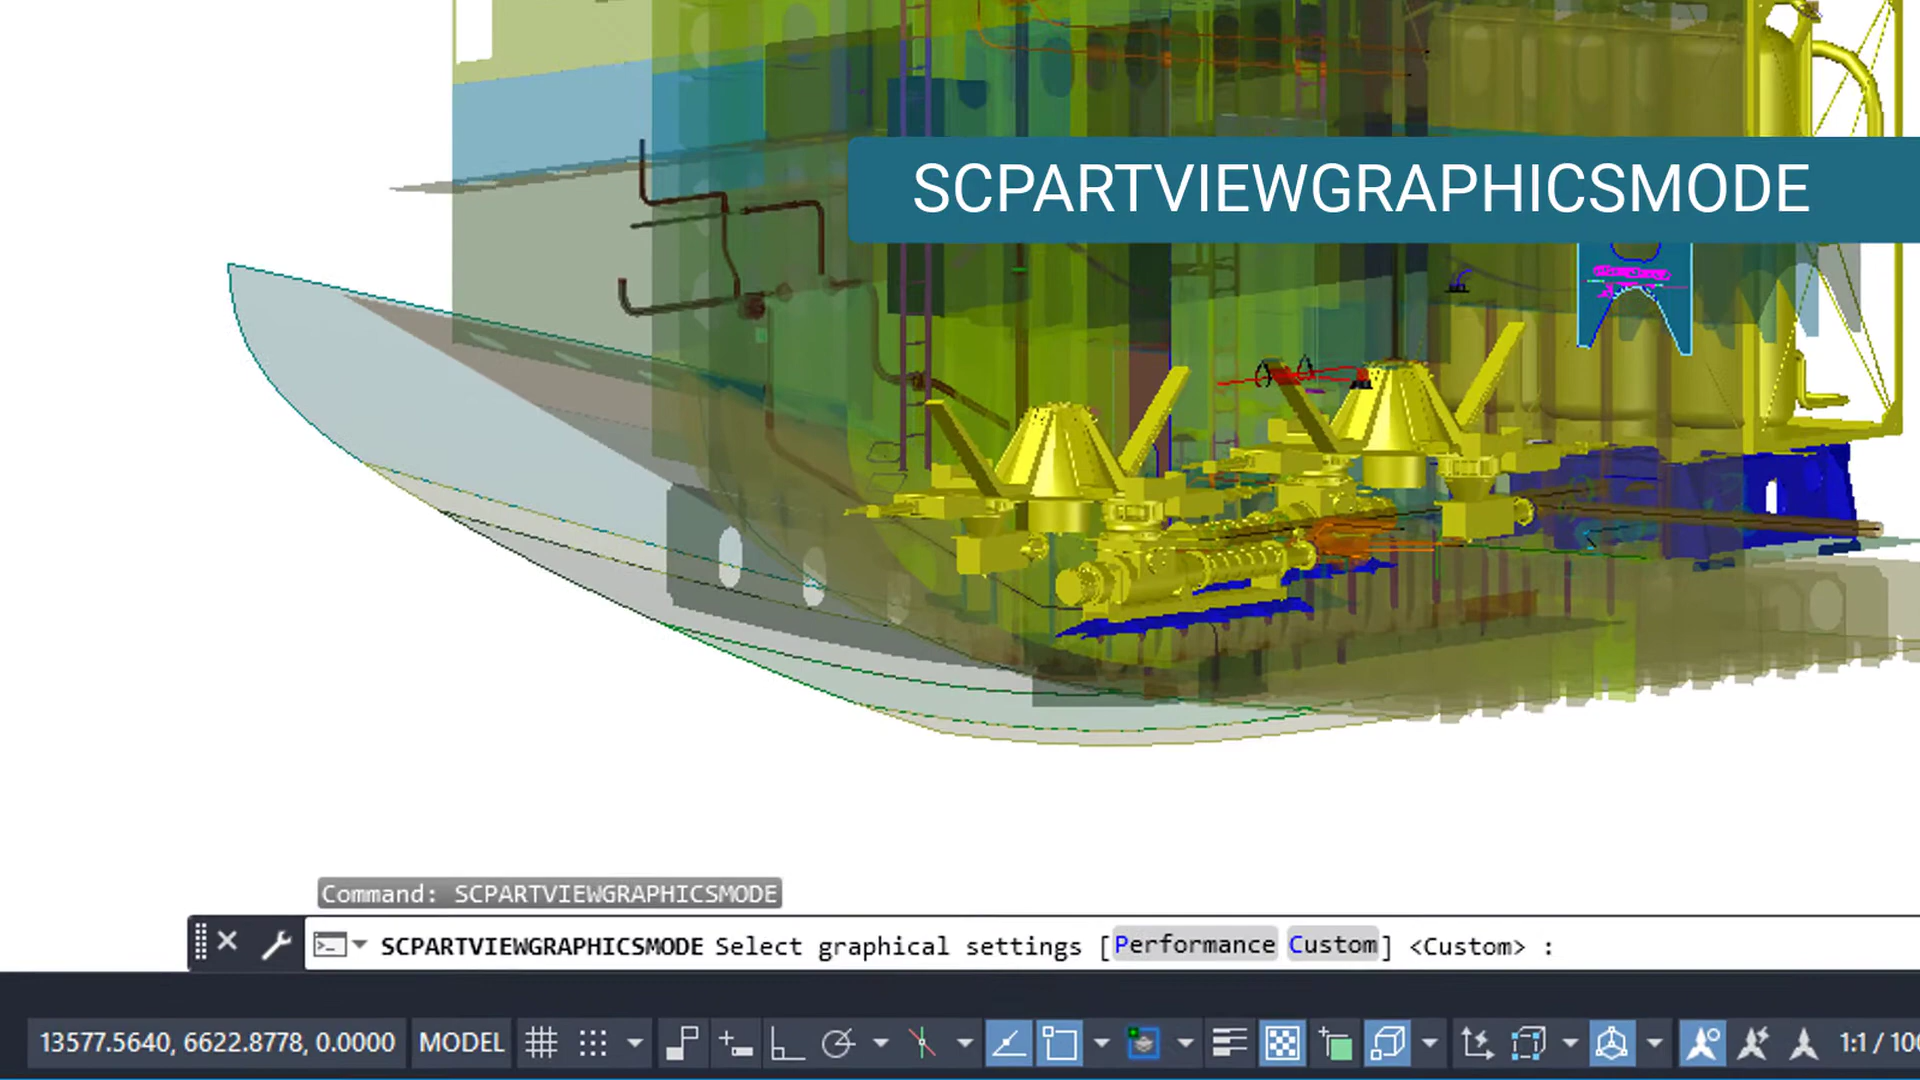 SCPARTVIEWGRAPHICSMODE
Command: SCPARTVIEWGRAPHICSMODE
SCPARTVIEWGRAPHICSMODE Select graphical settings [Performance Custom] <Custom> :
13577.5640, 6622.8778, 0.0000 MODEL 1:1 / 100